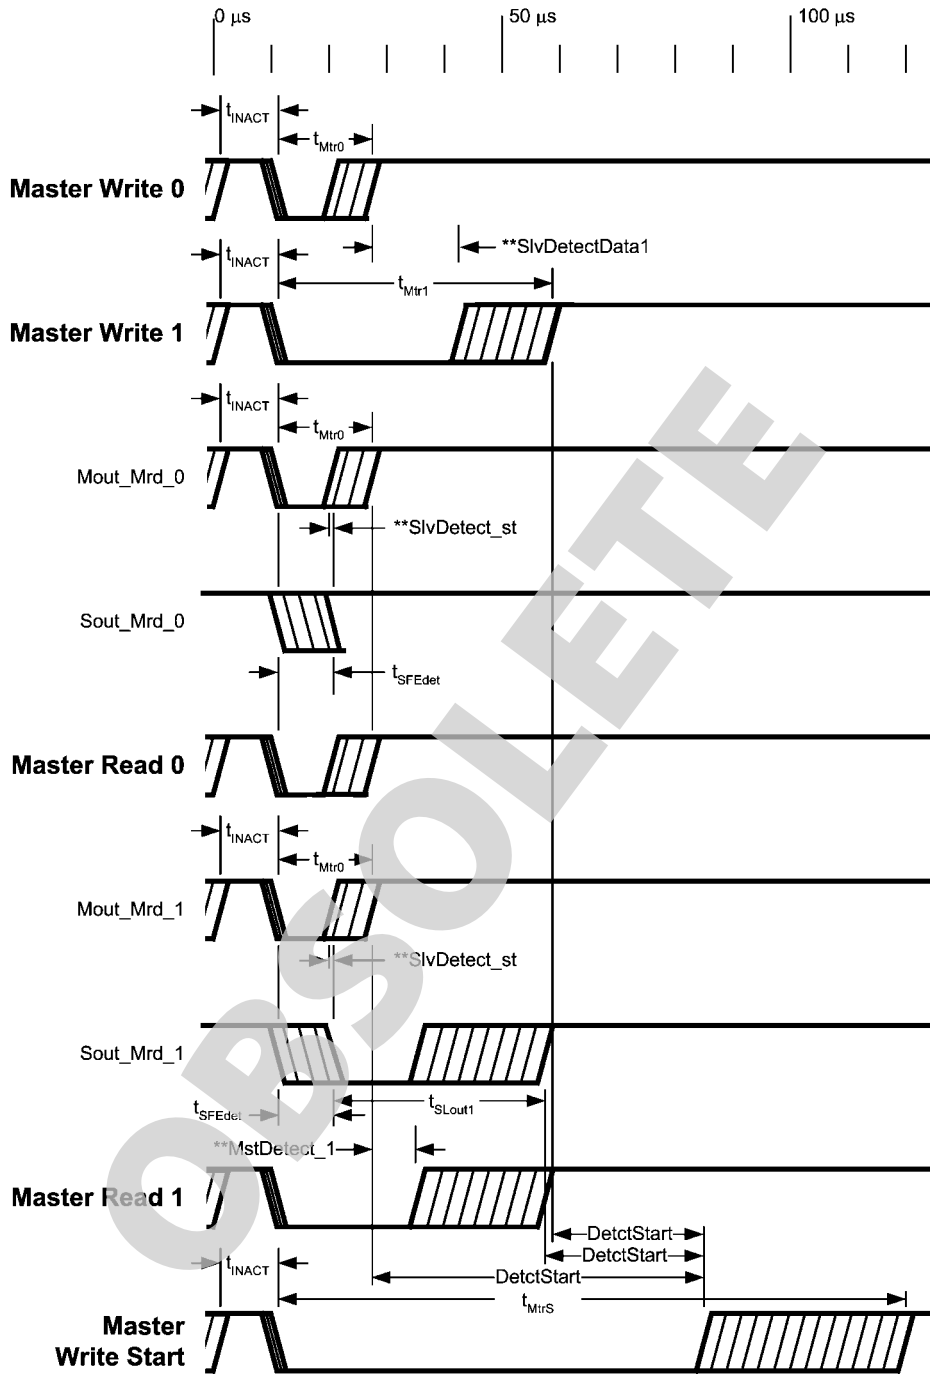 0 μs 50 μs 100 μs
tINACT
tMtr0
Master Write 0
**SlvDetectData1
tINACT
tMtr1
Master Write 1
tINACT
tMtr0
Mout_Mrd_0
**SlvDetect_st
Sout_Mrd_0
tSFEdet
Master Read 0
tINACT
tMtr0
Mout_Mrd_1
**SlvDetect_st
Sout_Mrd_1
tSFEdet
tSLout1
**MstDetect_1
Master Read 1
DetctStart
DetctStart
tINACT
DetctStart
tMtrS
Master
Write Start
OBSOLETE